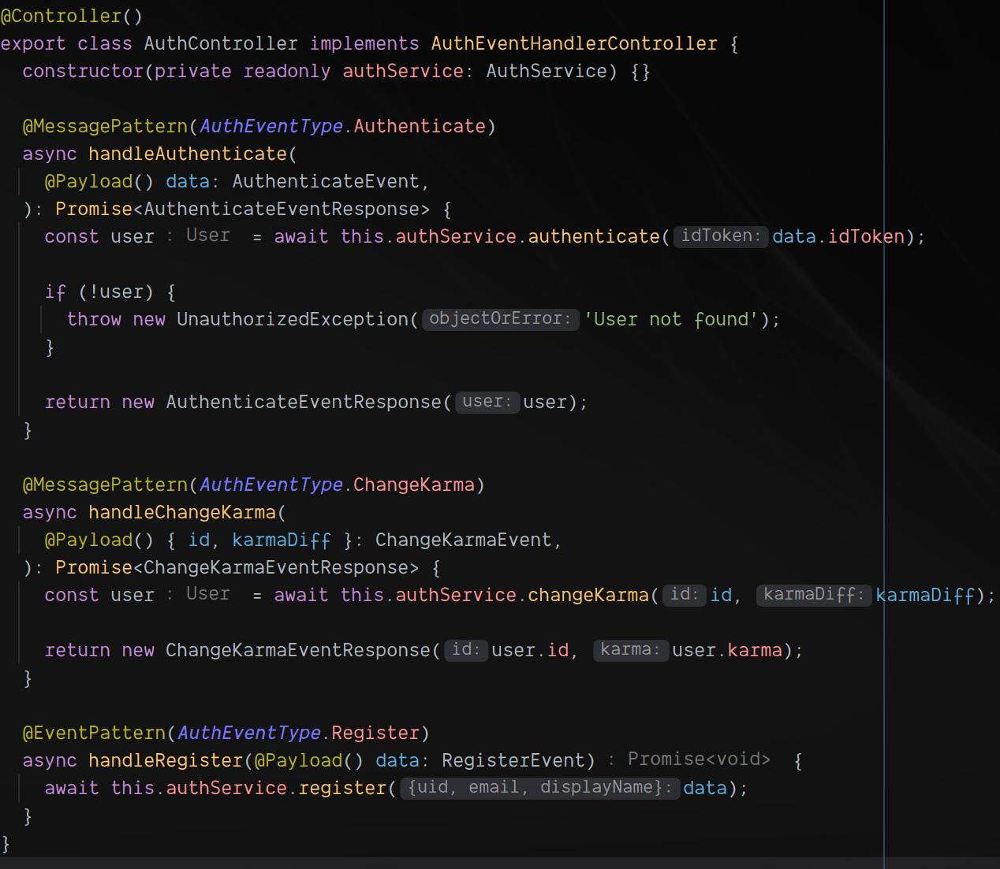 @Controller()
export class AuthController implements AuthEventHandlerController {
constructor(private readonly authService: AuthService) {}
@MessagePattern(AuthEventType.Authenticate)
async handleAuthenticate(
@Payload() data: AuthenticateEvent,
): Promise<AuthenticateEventResponse> {
const user : User = await this.authService.authenticate( idToken: data.idToken);
if (!user) {
throw new UnauthorizedException( objectOrError: 'User not found');
}
return new AuthenticateEventResponse( user: user);
}
@MessagePattern(AuthEventType.ChangeKarma)
async handleChangeKarma(
@Payload() { id, karmaDiff }: ChangeKarmaEvent,
): Promise<ChangeKarmaEventResponse> {
const user : User = await this.authService.changeKarma( id: id, karmaDiff: karmaDiff);
return new ChangeKarmaEventResponse( id: user.id, karma: user.karma);
}
@EventPattern(AuthEventType.Register)
async handleRegister(@Payload() data: RegisterEvent) : Promise<void> {
await this.authService.register( {uid, email, displayName}: data);
}
}